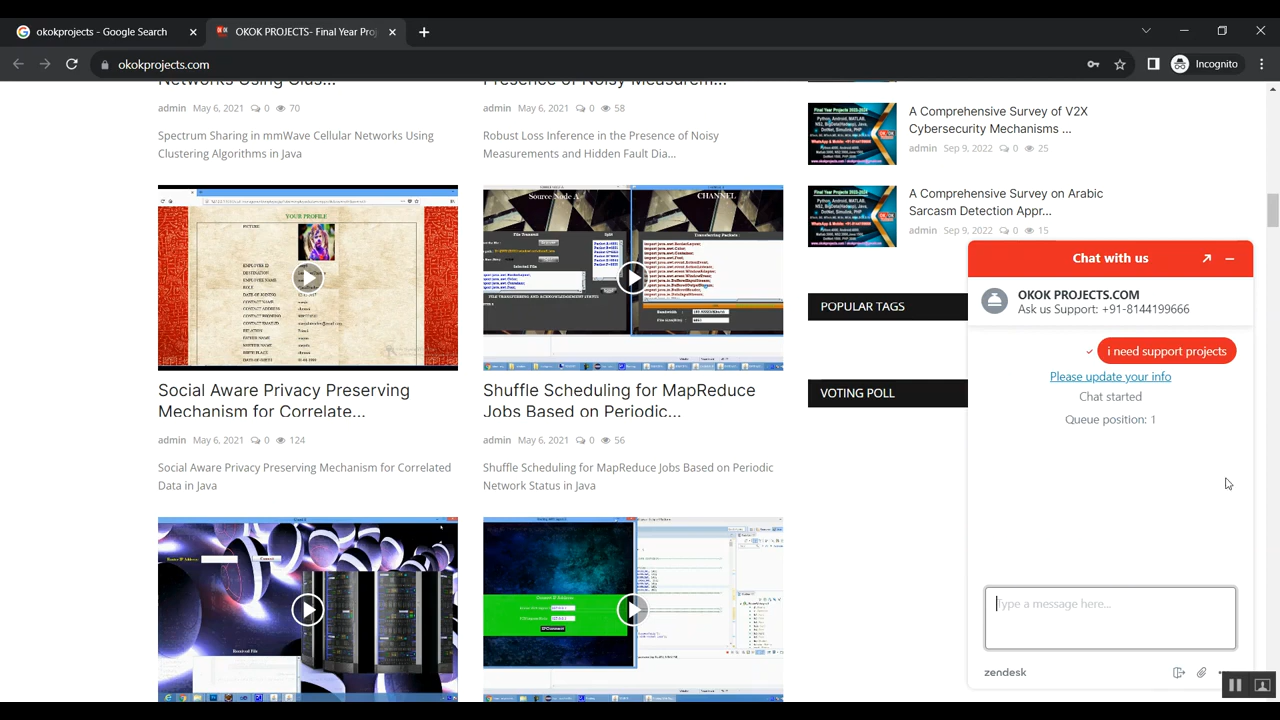 okokprojects - Google Search
OKOK PROJECTS- Final Year Proj
okokprojects.com
Incognito
admin May 6, 2021 0 70
Spectrum Sharing in mmWave Cellular Networks Using
Clustering Algorithms in Java
admin May 6, 2021 0 58
Robust Loss Inference in the Presence of Noisy
Measurements and Hidden Fault Dia...
YOUR PROFILE
Social Aware Privacy Preserving
Mechanism for Correlate...
admin May 6, 2021 0 124
Social Aware Privacy Preserving Mechanism for Correlated
Data in Java
Source Node A
CHANNEL
Shuffle Scheduling for MapReduce
Jobs Based on Periodic...
admin May 6, 2021 0 56
Shuffle Scheduling for MapReduce Jobs Based on Periodic
Network Status in Java
A Comprehensive Survey of V2X
Cybersecurity Mechanisms ...
admin Sep 9, 2022 0 25
A Comprehensive Survey on Arabic
Sarcasm Detection Appr...
admin Sep 9, 2022 0 15
POPULAR TAGS
VOTING POLL
Chat with us
OKOK PROJECTS.COM
Ask us Support - +91- 8144199666
i need support projects
Please update your info
Chat started
Queue position: 1
Type a message here...
zendesk